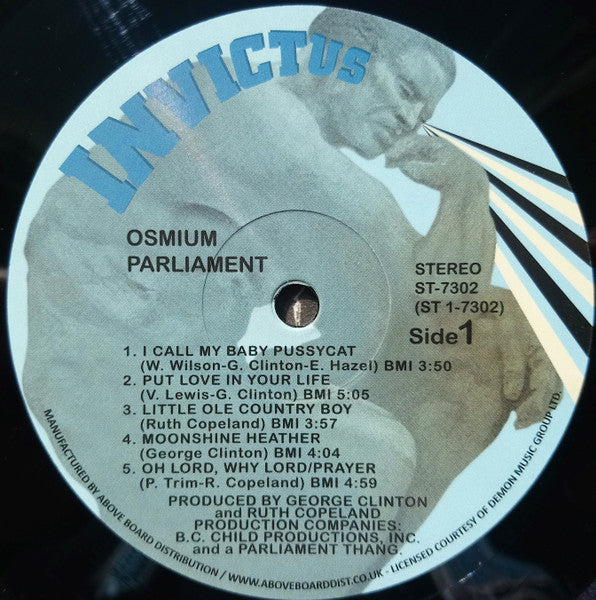 INVICTUS
OSMIUM
PARLIAMENT
STEREO
ST-7302
(ST 1-7302)
Side 1
1. I CALL MY BABY PUSSYCAT
(W. Wilson-G. Clinton-E. Hazel) BMI 3:50
2. PUT LOVE IN YOUR LIFE
(V. Lewis-G. Clinton) BMI 5:05
3. LITTLE OLE COUNTRY BOY
(Ruth Copeland) BMI 3:57
4. MOONSHINE HEATHER
(George Clinton) BMI 4:04
5. OH LORD, WHY LORD/PRAYER
(P. Trim-R. Copeland) BMI 4:59
PRODUCED BY GEORGE CLINTON
and RUTH COPELAND
PRODUCTION COMPANIES:
B.C. CHILD PRODUCTIONS, INC.
and a PARLIAMENT THANG.
MANUFACTURED BY ABOVE BOARD DISTRIBUTION / WWW.ABOVEBOARDDIST.CO.UK - LICENSED COURTESY OF DEMON MUSIC GROUP LTD.